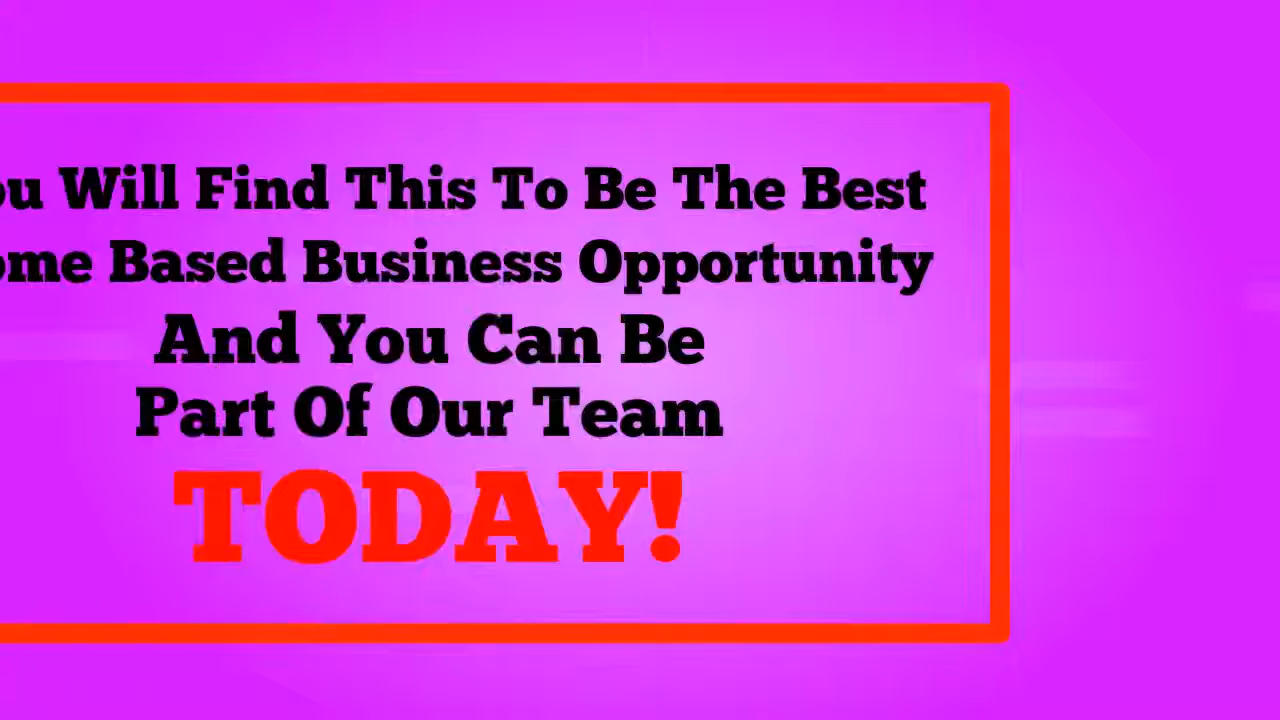 ou Will Find This To Be The Best
ome Based Business Opportunity
And You Can Be
Part Of Our Team
TODAY!